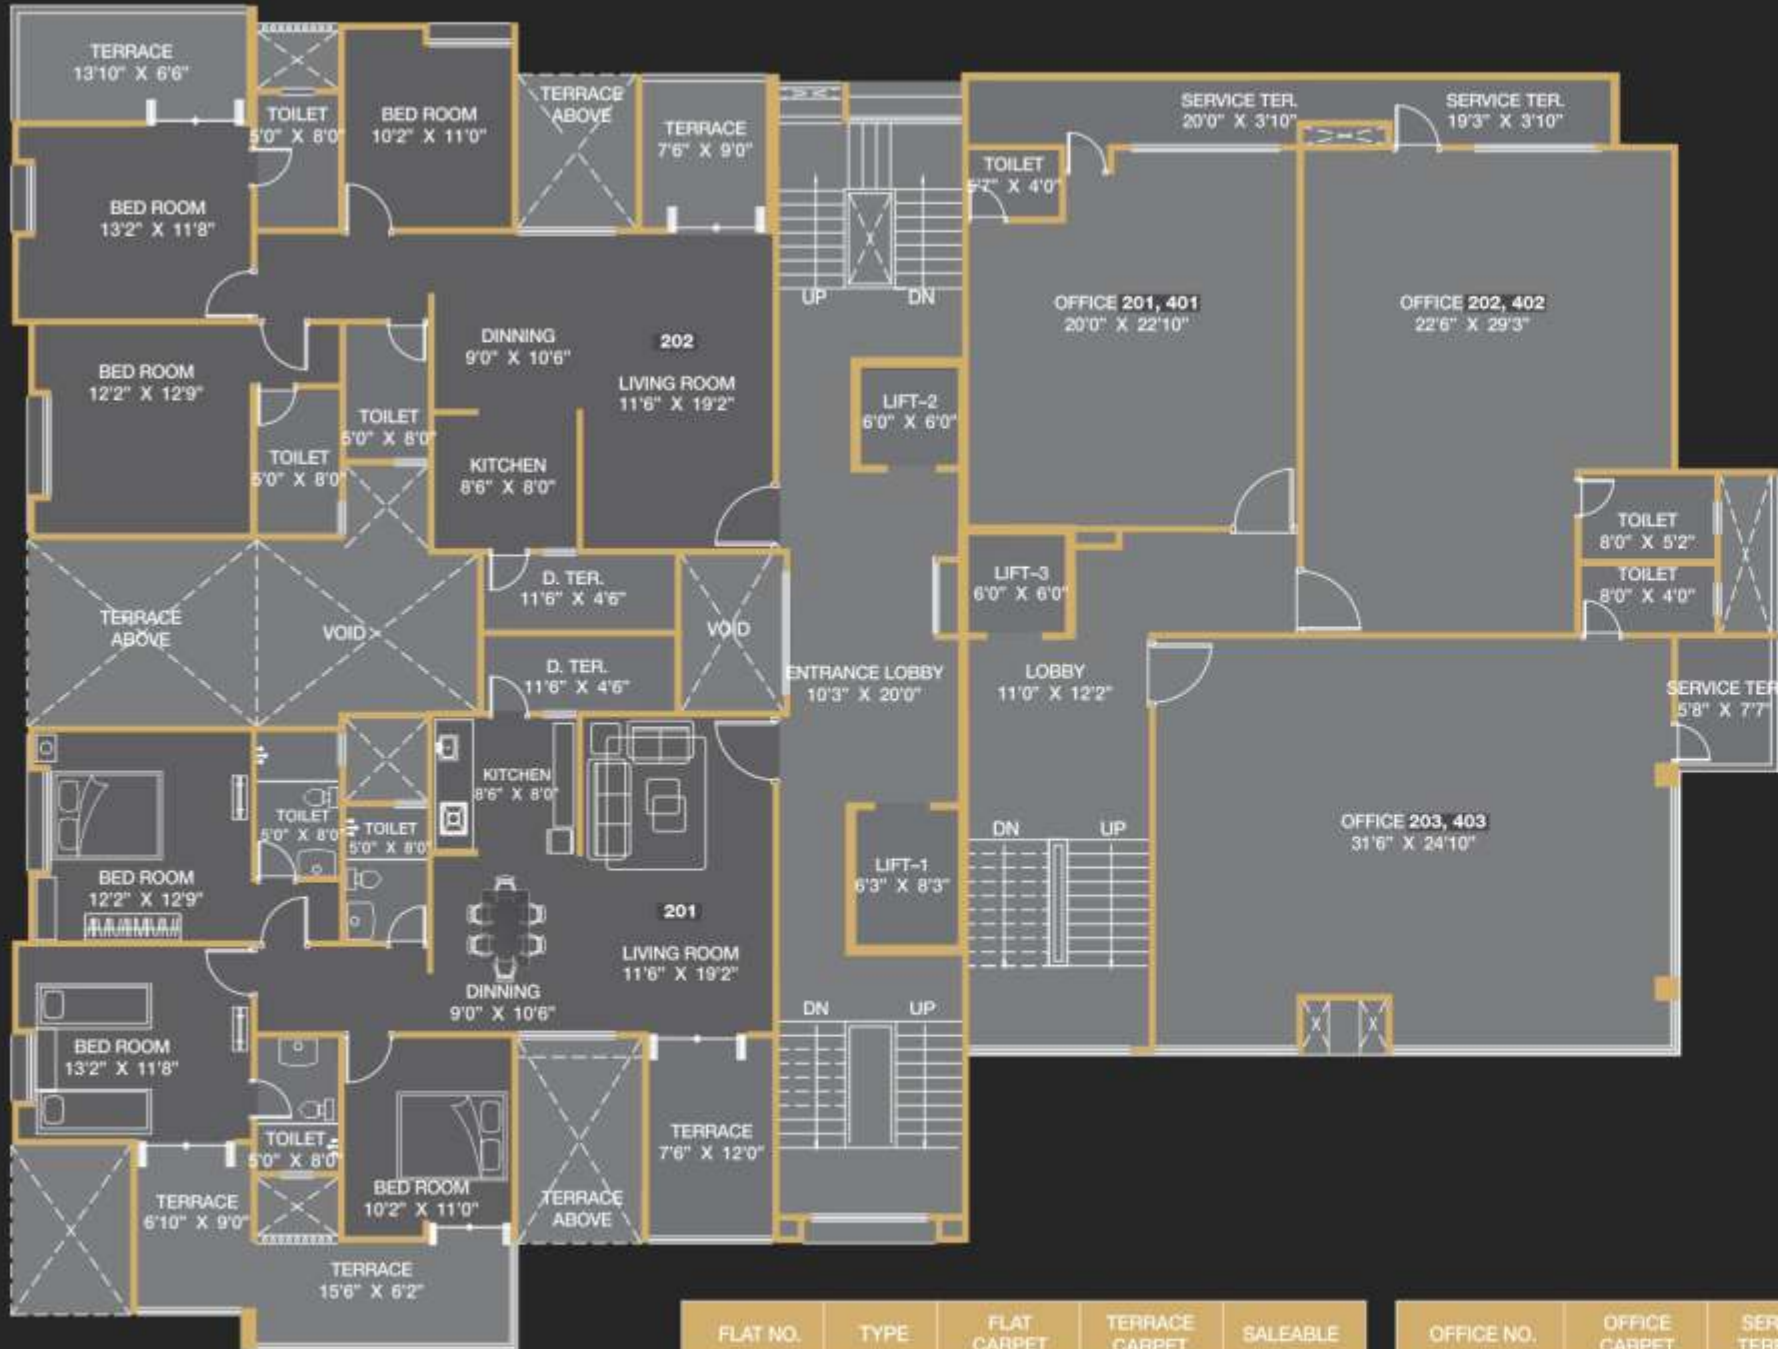 TERRACE
13'10" X 6'6"
TOILET
5'0" X 8'0"
BED ROOM
10'2" X 11'0"
TERRACE
ABOVE
TERRACE
7'6" X 9'0"
SERVICE TER.
20'0" X 3'10"
SERVICE TER.
19'3" X 3'10"
TOILET
5'7" X 4'0"
BED ROOM
13'2" X 11'8"
UP
DN
OFFICE 201, 401
20'0" X 22'10"
OFFICE 202, 402
22'6" X 29'3"
DINNING
9'0" X 10'6"
202
LIVING ROOM
11'6" X 19'2"
BED ROOM
12'2" X 12'9"
TOILET
5'0" X 8'0"
LIFT-2
6'0" X 6'0"
TOILET
5'0" X 8'0"
KITCHEN
8'6" X 8'0"
TOILET
8'0" X 5'2"
D. TER.
11'6" X 4'6"
LIFT-3
6'0" X 6'0"
TOILET
8'0" X 4'0"
TERRACE
ABOVE
VOID
VOID
D. TER.
11'6" X 4'6"
ENTRANCE LOBBY
10'3" X 20'0"
LOBBY
11'0" X 12'2"
SERVICE TER
5'8" X 7'7"
KITCHEN
8'6" X 8'0"
TOILET
5'0" X 8'0"
TOILET
5'0" X 8'0"
DN
UP
OFFICE 203, 403
31'6" X 24'10"
BED ROOM
12'2" X 12'9"
LIFT-1
6'3" X 8'3"
201
LIVING ROOM
11'6" X 19'2"
DINNING
9'0" X 10'6"
DN
UP
BED ROOM
13'2" X 11'8"
TOILET
5'0" X 8'0"
TERRACE
7'6" X 12'0"
BED ROOM
10'2" X 11'0"
TERRACE
6'10" X 9'0"
TERRACE
ABOVE
TERRACE
15'6" X 6'2"
FLAT NO.
TYPE
FLAT
CARPET
TERRACE
CARPET
SALEABLE
OFFICE NO.
OFFICE
CARPET